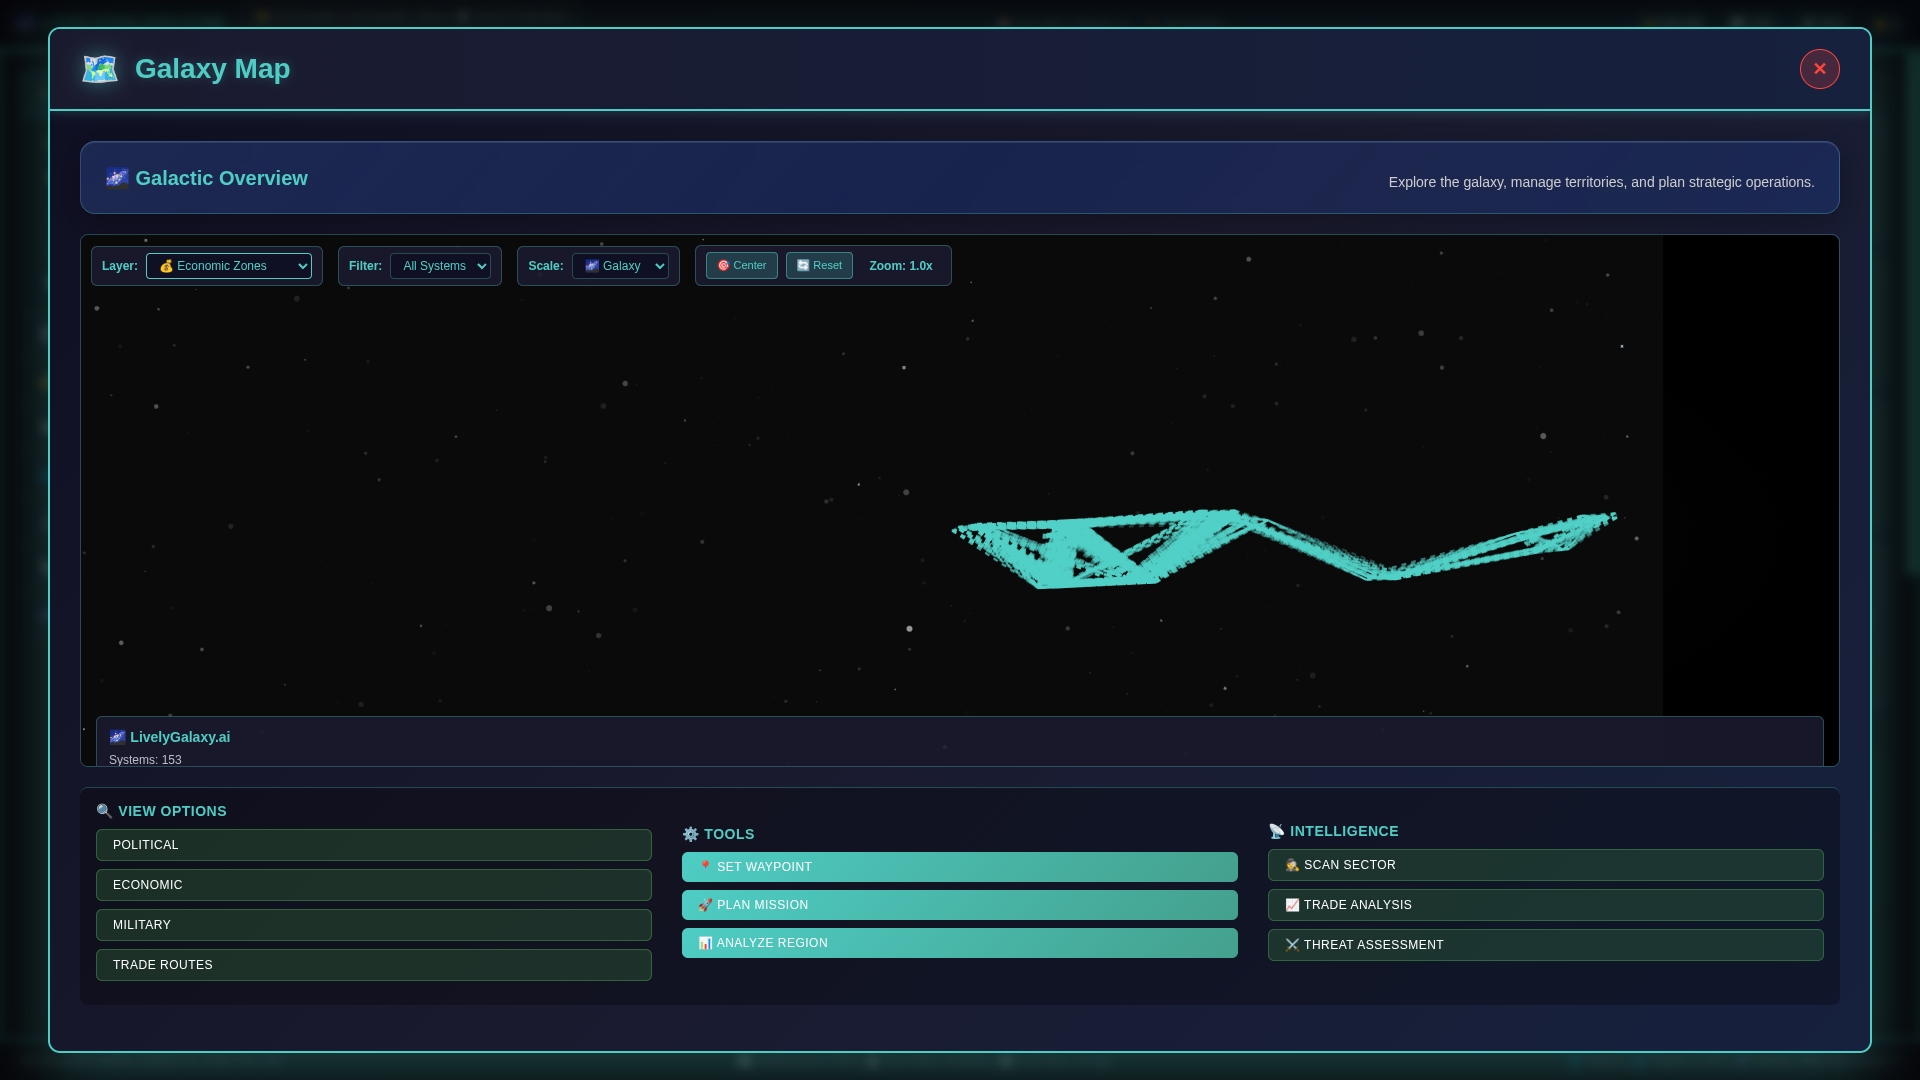 Galaxy Map
✕
Galactic Overview
Explore the galaxy, manage territories, and plan strategic operations.
Layer: 💰 Economic Zones
Filter: All Systems
Scale: 🌌 Galaxy
🎯 Center 🔄 Reset Zoom: 1.0x
LivelyGalaxy.ai
Systems: 153
VIEW OPTIONS
POLITICAL
ECONOMIC
MILITARY
TRADE ROUTES
TOOLS
SET WAYPOINT
PLAN MISSION
ANALYZE REGION
INTELLIGENCE
SCAN SECTOR
TRADE ANALYSIS
THREAT ASSESSMENT